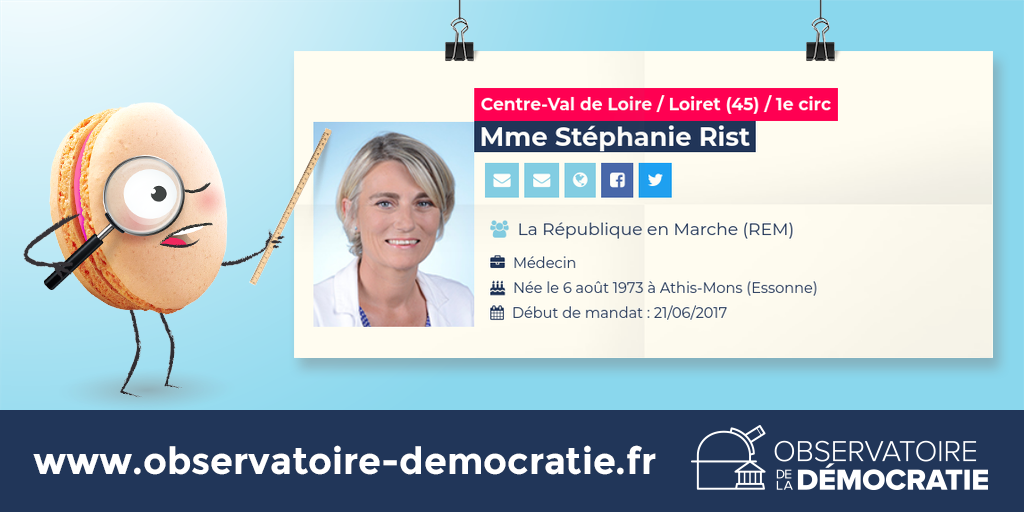 Centre-Val de Loire / Loiret (45) / 1e circ
Mme Stéphanie Rist
La République en Marche (REM)
Médecin
Née le 6 août 1973 à Athis-Mons (Essonne)
Début de mandat : 21/06/2017
www.observatoire-democratie.fr
OBSERVATOIRE
DE LA DÉMOCRATIE